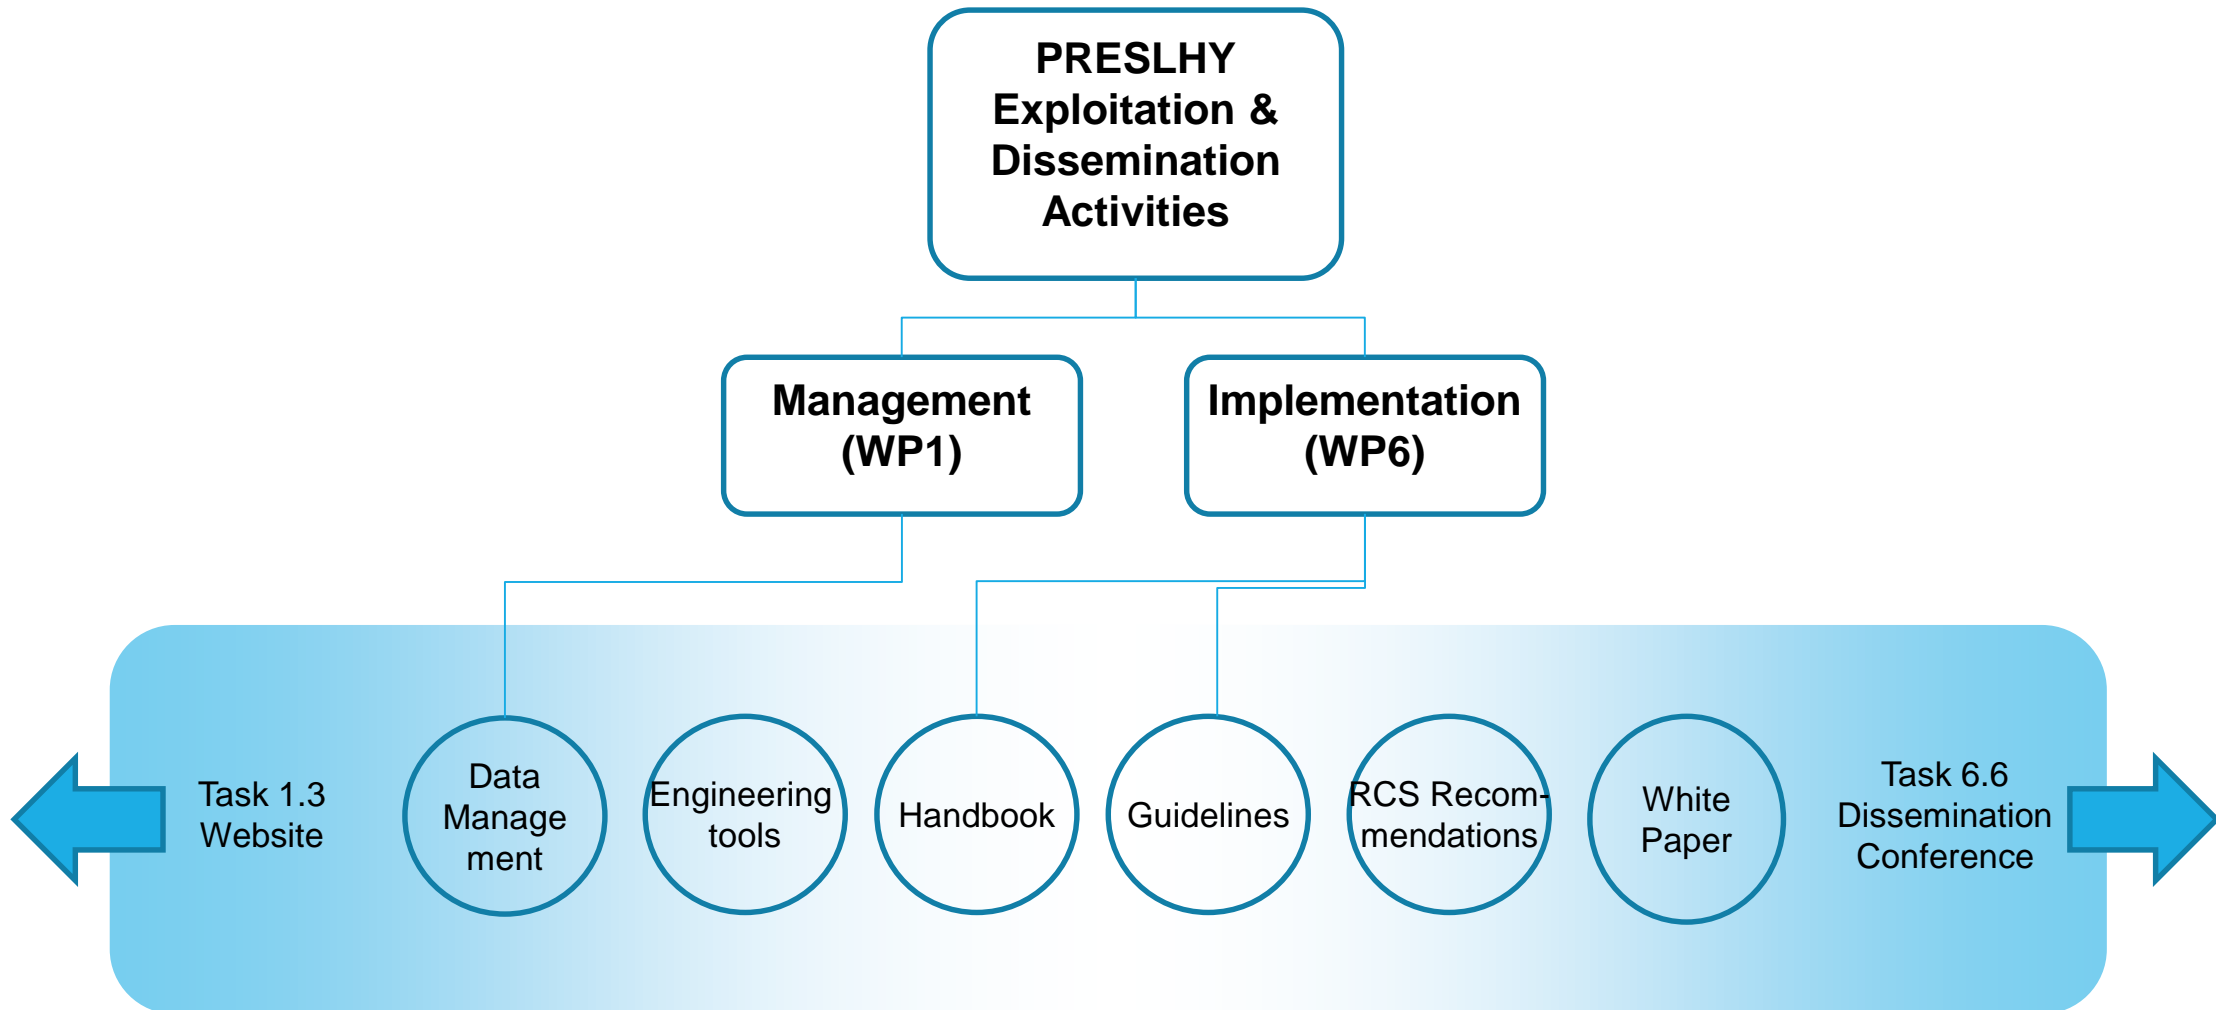 PRESLHY
Exploitation &
Dissemination
Activities
Management
(WP1)
Implementation
(WP6)
Task 1.3
Website
Data
Manage
ment
Engineering
tools
Handbook
Guidelines
RCS Recom-
mendations
White
Paper
Task 6.6
Dissemination
Conference